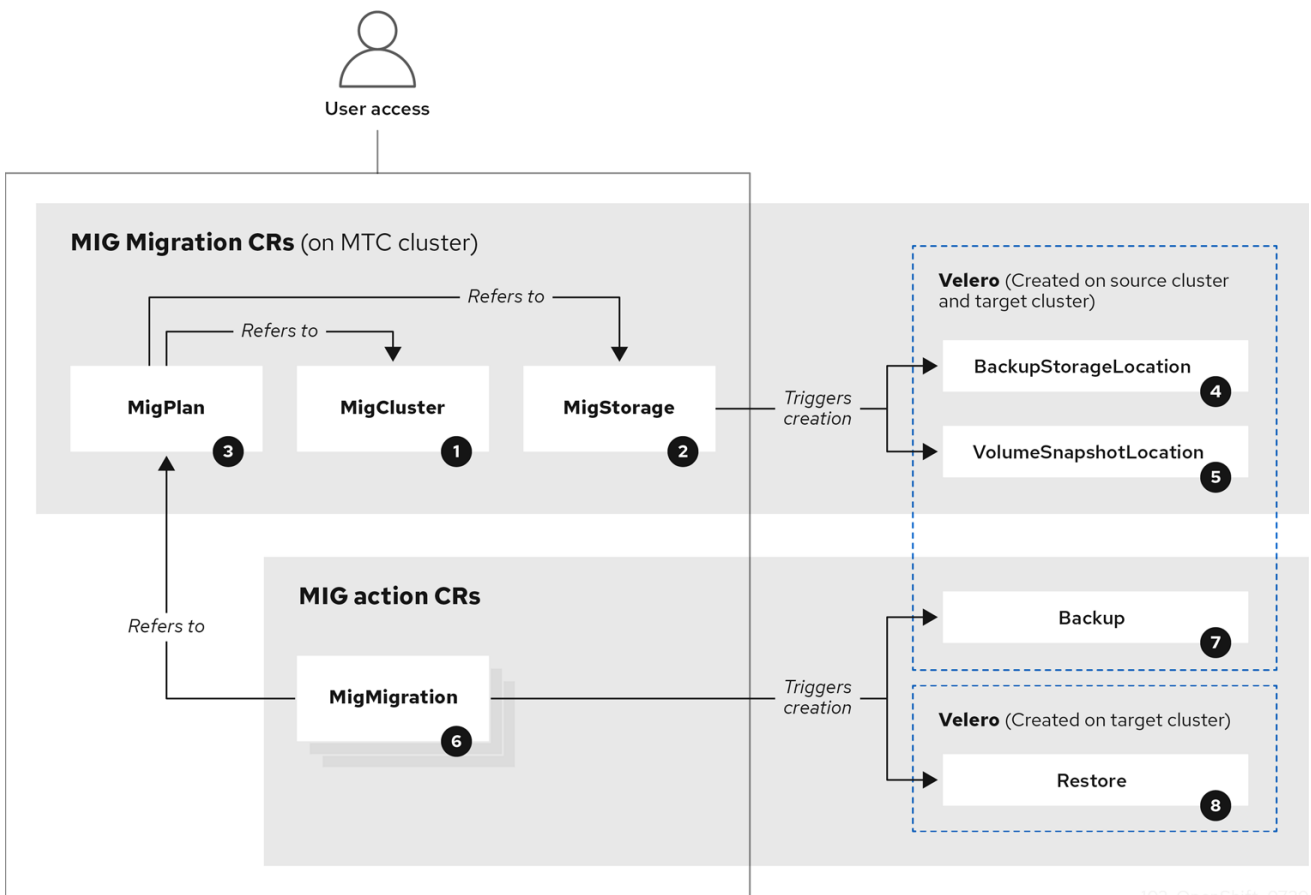 User access
MIG Migration CRs (on MTC cluster)
Refers to
Refers to
MigPlan
3
MigCluster
1
MigStorage
2
Triggers
creation
Velero (Created on source cluster
and target cluster)
BackupStorageLocation
4
VolumeSnapshotLocation
5
Refers to
MIG action CRs
MigMigration
6
Triggers
creation
Backup
7
Velero (Created on target cluster)
Restore
8